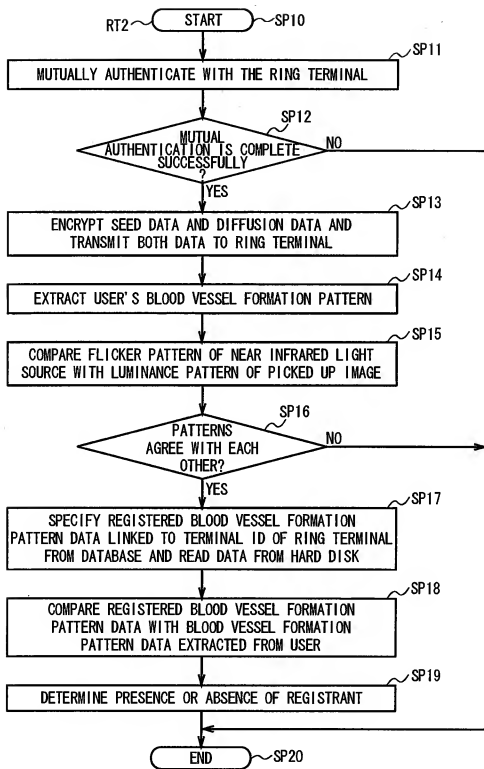 RT2
START
SP10
SP11
MUTUALLY AUTHENTICATE WITH THE RING TERMINAL
SP12
MUTUAL
AUTHENTICATION IS COMPLETE
SUCCESSFULLY
?
NO
YES
SP13
ENCRYPT SEED DATA AND DIFFUSION DATA AND
TRANSMIT BOTH DATA TO RING TERMINAL
SP14
EXTRACT USER'S BLOOD VESSEL FORMATION PATTERN
SP15
COMPARE FLICKER PATTERN OF NEAR INFRARED LIGHT
SOURCE WITH LUMINANCE PATTERN OF PICKED UP IMAGE
SP16
PATTERNS
AGREE WITH EACH
OTHER?
NO
YES
SP17
SPECIFY REGISTERED BLOOD VESSEL FORMATION
PATTERN DATA LINKED TO TERMINAL ID OF RING TERMINAL
FROM DATABASE AND READ DATA FROM HARD DISK
SP18
COMPARE REGISTERED BLOOD VESSEL FORMATION
PATTERN DATA WITH BLOOD VESSEL FORMATION
PATTERN DATA EXTRACTED FROM USER
SP19
DETERMINE PRESENCE OR ABSENCE OF REGISTRANT
END
SP20